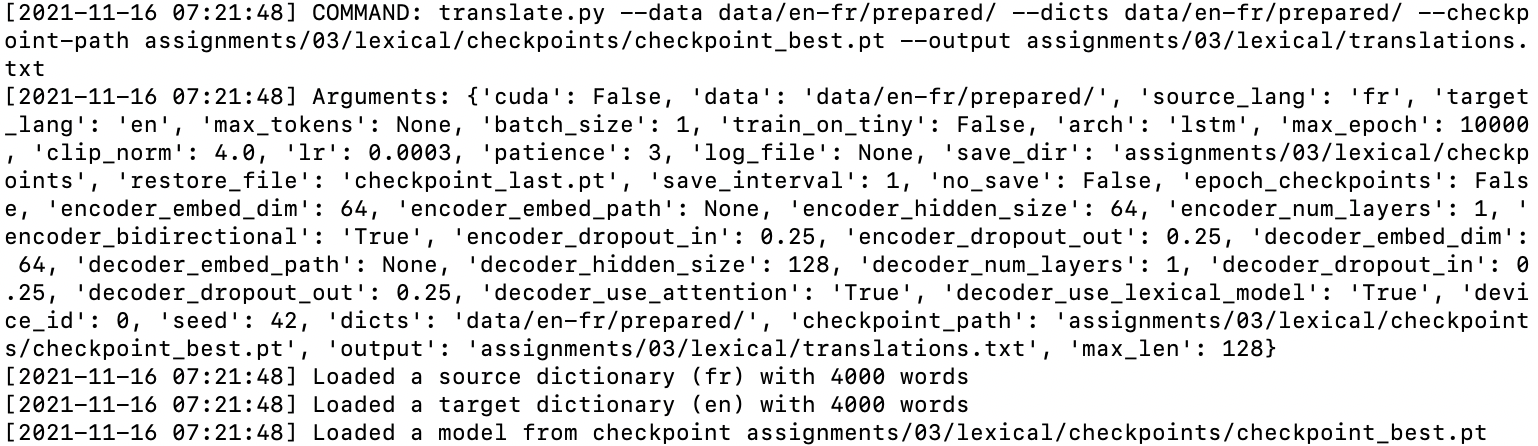 [2021-11-16 07:21:48] COMMAND: translate.py --data data/en-fr/prepared/ --dicts data/en-fr/prepared/ --checkp
oint-path assignments/03/lexical/checkpoints/checkpoint_best.pt --output assignments/03/lexical/translations.
txt
[2021-11-16 07:21:48] Arguments: {'cuda': False, 'data': 'data/en-fr/prepared/', 'source_lang': 'fr', 'target
_lang': 'en', 'max_tokens': None, 'batch_size': 1, 'train_on_tiny': False, 'arch': 'lstm', 'max_epoch': 10000
, 'clip_norm': 4.0, 'lr': 0.0003, 'patience': 3, 'log_file': None, 'save_dir': 'assignments/03/lexical/checkp
oints', 'restore_file': 'checkpoint_last.pt', 'save_interval': 1, 'no_save': False, 'epoch_checkpoints': Fals
e, 'encoder_embed_dim': 64, 'encoder_embed_path': None, 'encoder_hidden_size': 64, 'encoder_num_layers': 1, '
encoder_bidirectional': 'True', 'encoder_dropout_in': 0.25, 'encoder_dropout_out': 0.25, 'decoder_embed_dim':
 64, 'decoder_embed_path': None, 'decoder_hidden_size': 128, 'decoder_num_layers': 1, 'decoder_dropout_in': 0
.25, 'decoder_dropout_out': 0.25, 'decoder_use_attention': 'True', 'decoder_use_lexical_model': 'True', 'devi
ce_id': 0, 'seed': 42, 'dicts': 'data/en-fr/prepared/', 'checkpoint_path': 'assignments/03/lexical/checkpoint
s/checkpoint_best.pt', 'output': 'assignments/03/lexical/translations.txt', 'max_len': 128}
[2021-11-16 07:21:48] Loaded a source dictionary (fr) with 4000 words
[2021-11-16 07:21:48] Loaded a target dictionary (en) with 4000 words
[2021-11-16 07:21:48] Loaded a model from checkpoint assignments/03/lexical/checkpoints/checkpoint_best.pt